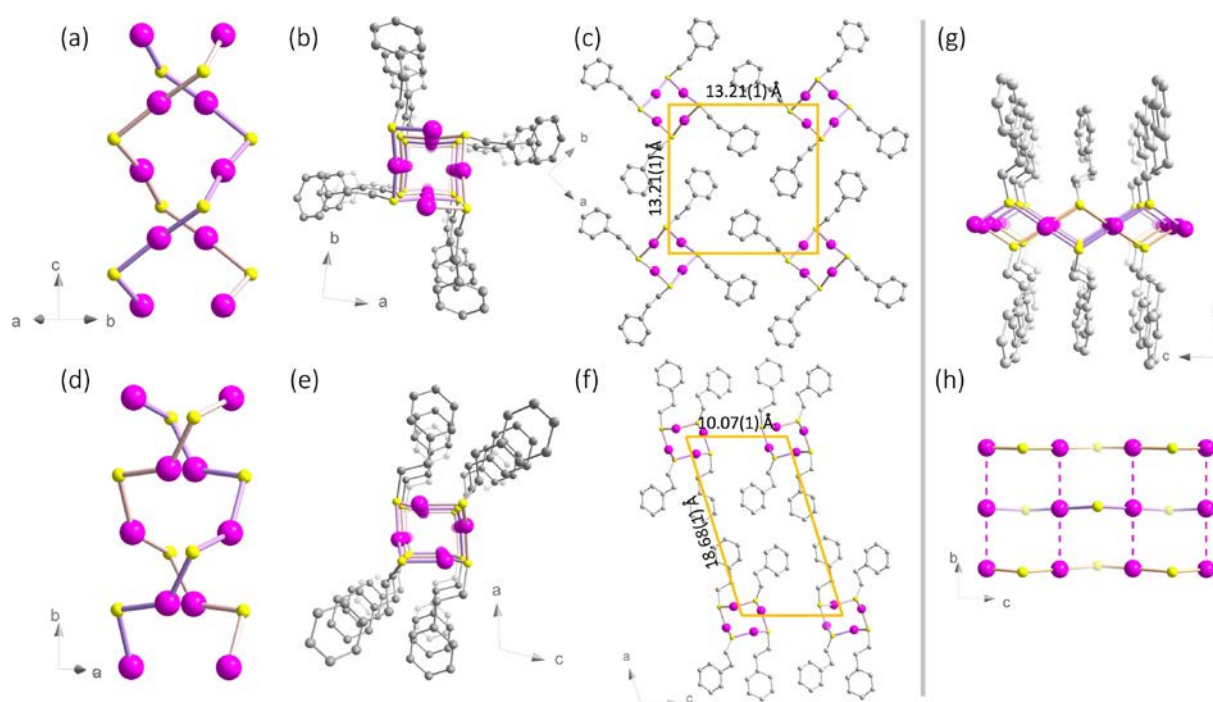 (a)
(b)
(c)
(g)
13.21(1) Å
13.21(1) Å
b
a
c
a
b
b
a
c
(d)
(e)
(f)
(h)
10.07(1) Å
18.68(1) Å
b
a
a
c
a
c
b
c